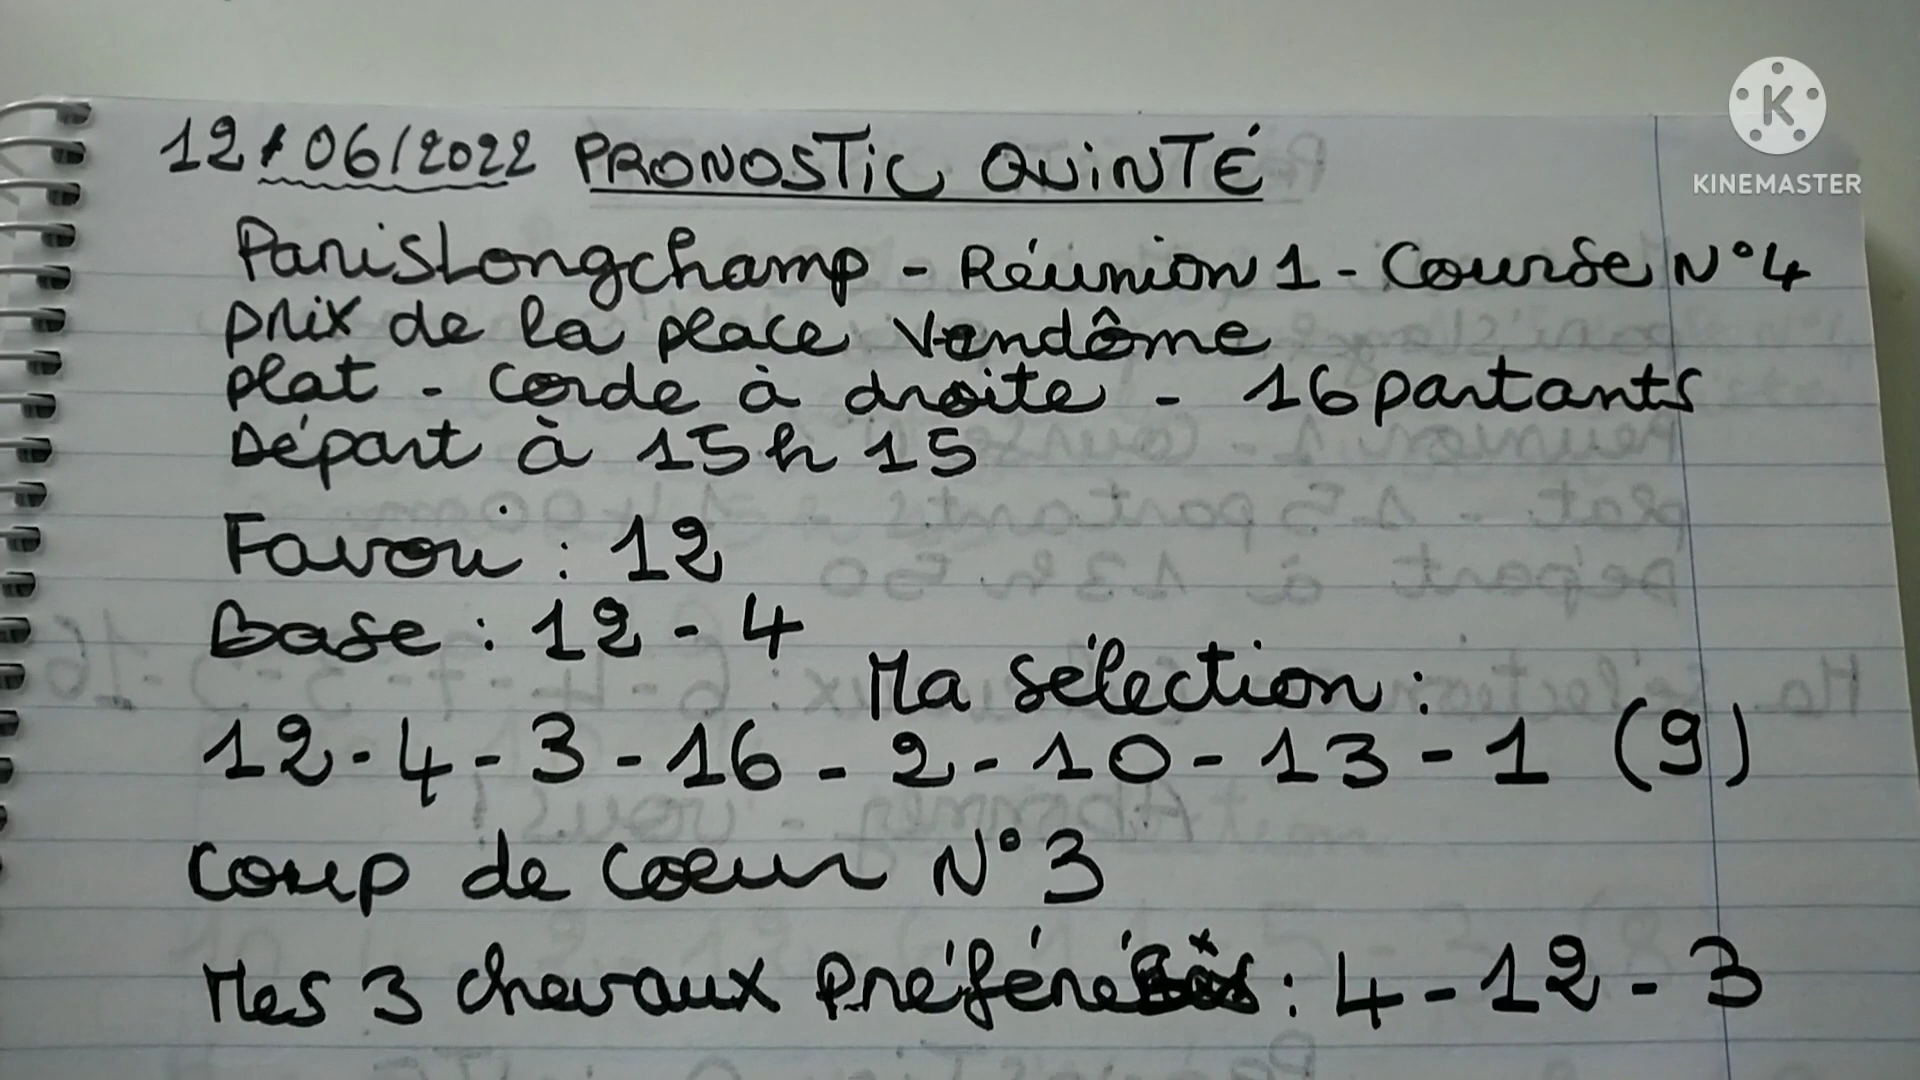 12/06/2022 PRONOSTIC QUINTÉ
K
KINEMASTER
ParisLongchamp - Réunion 1 - Course N°4
prix de la place Vendôme
plat - Corde à droite - 16 partants
Départ à 15h15
Favori : 12
Base : 12 - 4
Ma sélection :
12 - 4 - 3 - 16 - 2 - 10 - 13 - 1 (9)
Coup de coeur N°3
Mes 3 chevaux préférés : 4 - 12 - 3